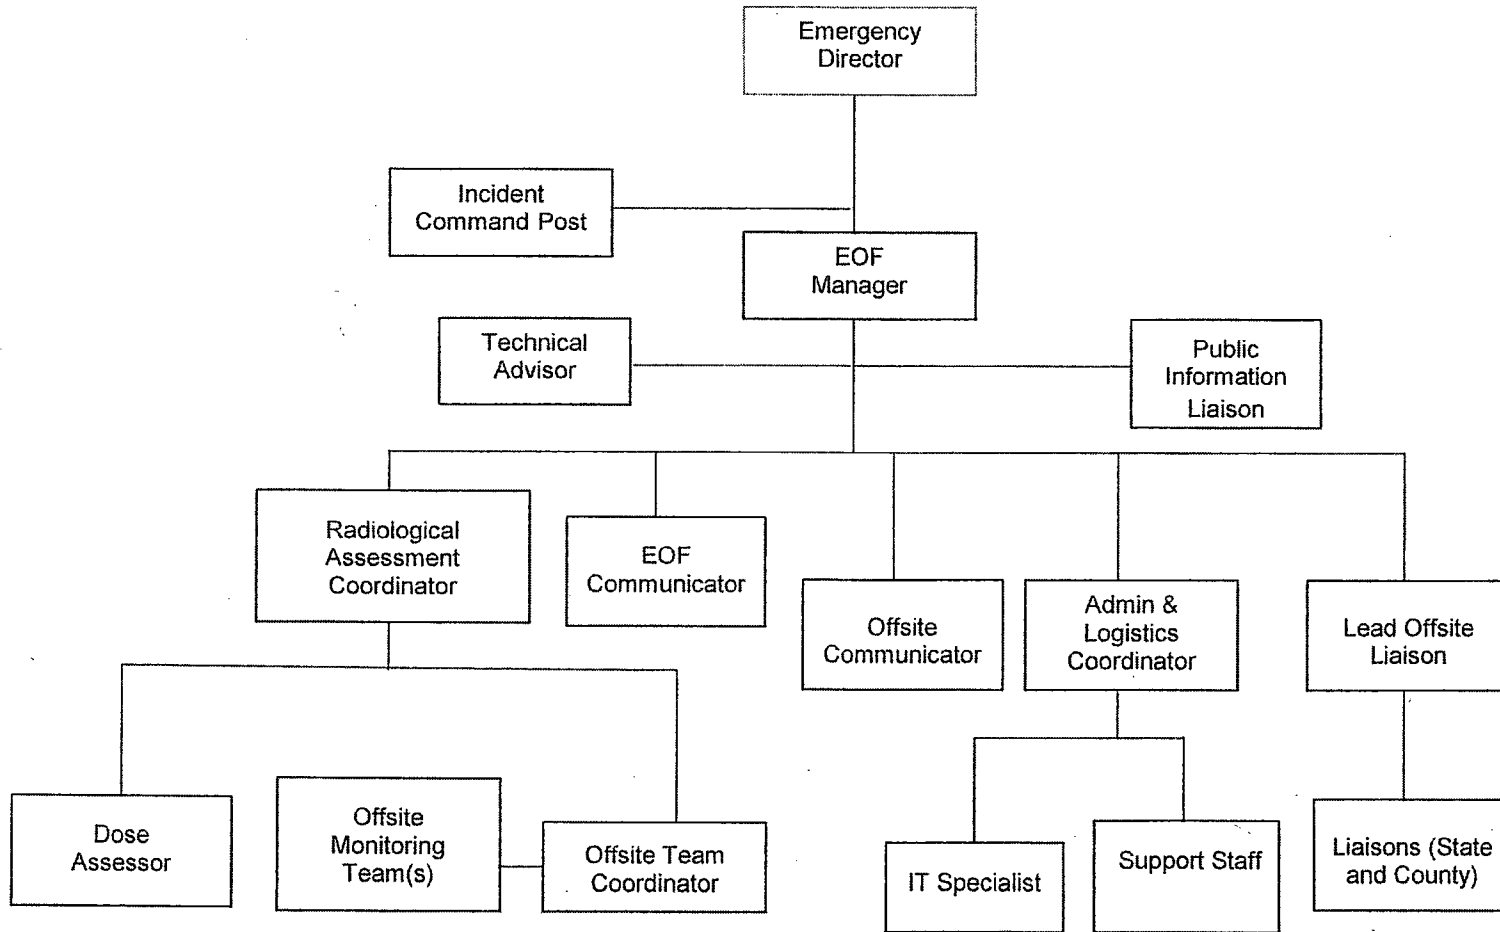 Emergency
Director
Incident
Command Post
EOF
Manager
Technical
Advisor
Public
Information
Liaison
Radiological
Assessment
Coordinator
EOF
Communicator
Offsite
Communicator
Admin &
Logistics
Coordinator
Lead Offsite
Liaison
Dose
Assessor
Offsite
Monitoring
Team(s)
Offsite Team
Coordinator
IT Specialist
Support Staff
Liaisons (State
and County)